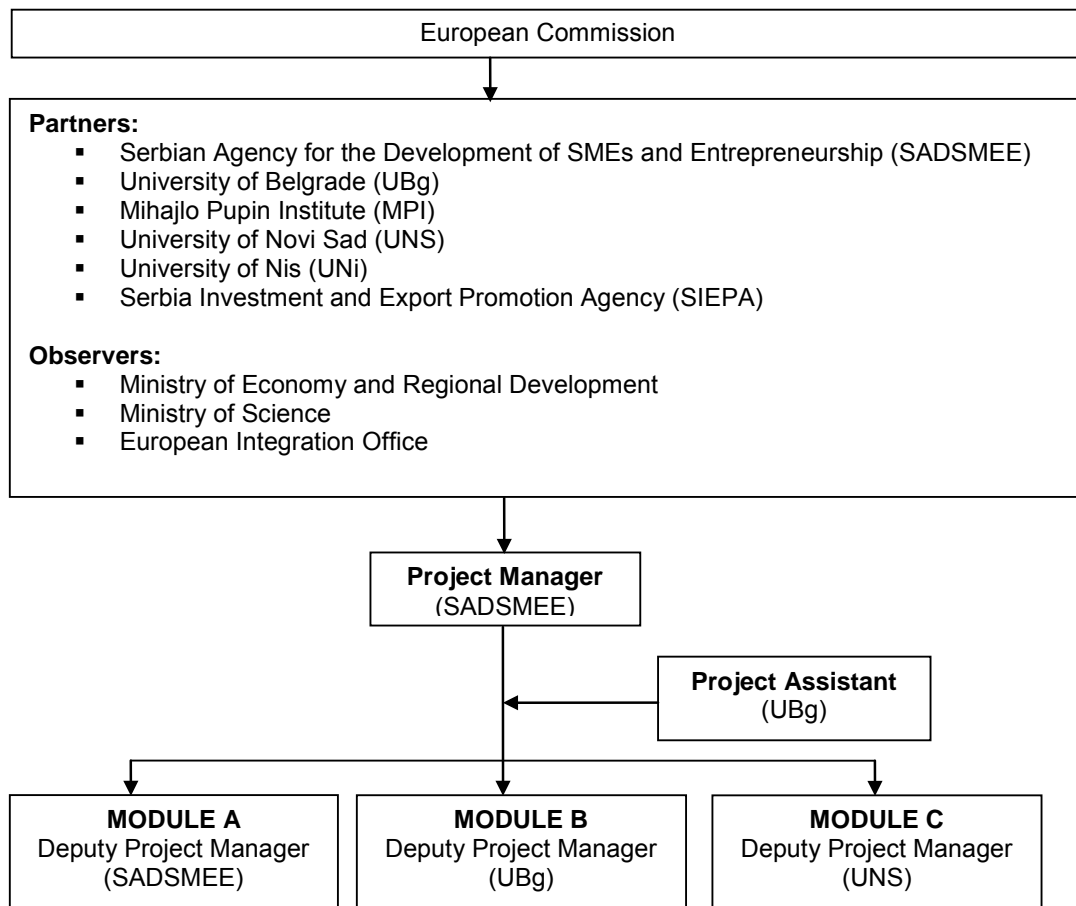 European Commission
Partners:
▪ Serbian Agency for the Development of SMEs and Entrepreneurship (SADSMEE)
▪ University of Belgrade (UBg)
▪ Mihajlo Pupin Institute (MPI)
▪ University of Novi Sad (UNS)
▪ University of Nis (UNi)
▪ Serbia Investment and Export Promotion Agency (SIEPA)
Observers:
▪ Ministry of Economy and Regional Development
▪ Ministry of Science
▪ European Integration Office
Project Manager
(SADSMEE)
Project Assistant
(UBg)
MODULE A
Deputy Project Manager
(SADSMEE)
MODULE B
Deputy Project Manager
(UBg)
MODULE C
Deputy Project Manager
(UNS)